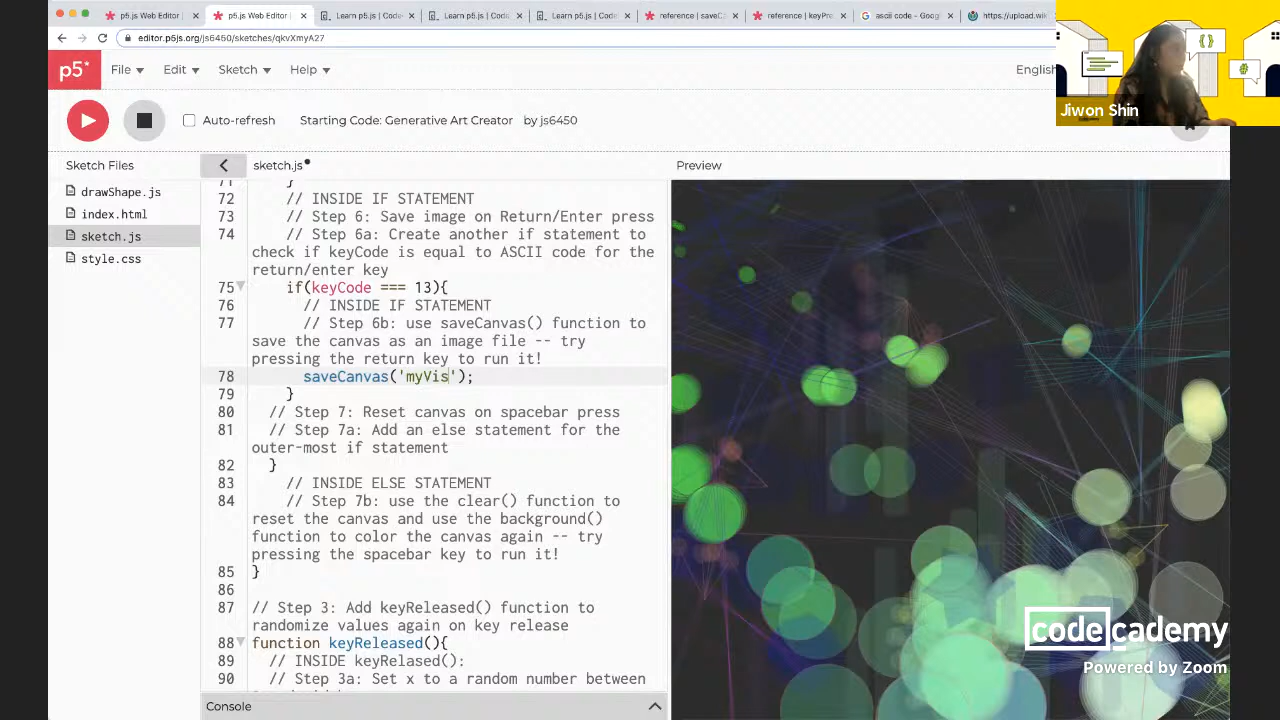 p5.js Web Editor |
p5.js Web Editor |
Learn p5.js | Codec
Learn p5.js | Codec
Learn p5.js | Codec
reference | saveC
reference | keyPre
ascii code - Googl
https://upload.wiki
editor.p5js.org/js6450/sketches/qkvXmyA27
p5*
File
Edit
Sketch
Help
English
Jiwon Shin
Auto-refresh
by js6450
Sketch Files
sketch.js
Preview
drawShape.js
index.html
sketch.js
style.css
71 }
72 // INSIDE IF STATEMENT
73 // Step 6: Save image on Return/Enter press
74 // Step 6a: Create another if statement to
check if keyCode is equal to ASCII code for the
return/enter key
75 if(keyCode === 13){
76 // INSIDE IF STATEMENT
77 // Step 6b: use saveCanvas() function to
save the canvas as an image file -- try
pressing the return key to run it!
78 saveCanvas('myVis');
79 }
80 // Step 7: Reset canvas on spacebar press
81 // Step 7a: Add an else statement for the
outer-most if statement
82 }
83 // INSIDE ELSE STATEMENT
84 // Step 7b: use the clear() function to
reset the canvas and use the background()
function to color the canvas again -- try
pressing the spacebar key to run it!
85 }
86
87 // Step 3: Add keyReleased() function to
randomize values again on key release
88 function keyReleased(){
89 // INSIDE keyRelased():
90 // Step 3a: Set x to a random number between
Console
codecademy
Powered by Zoom